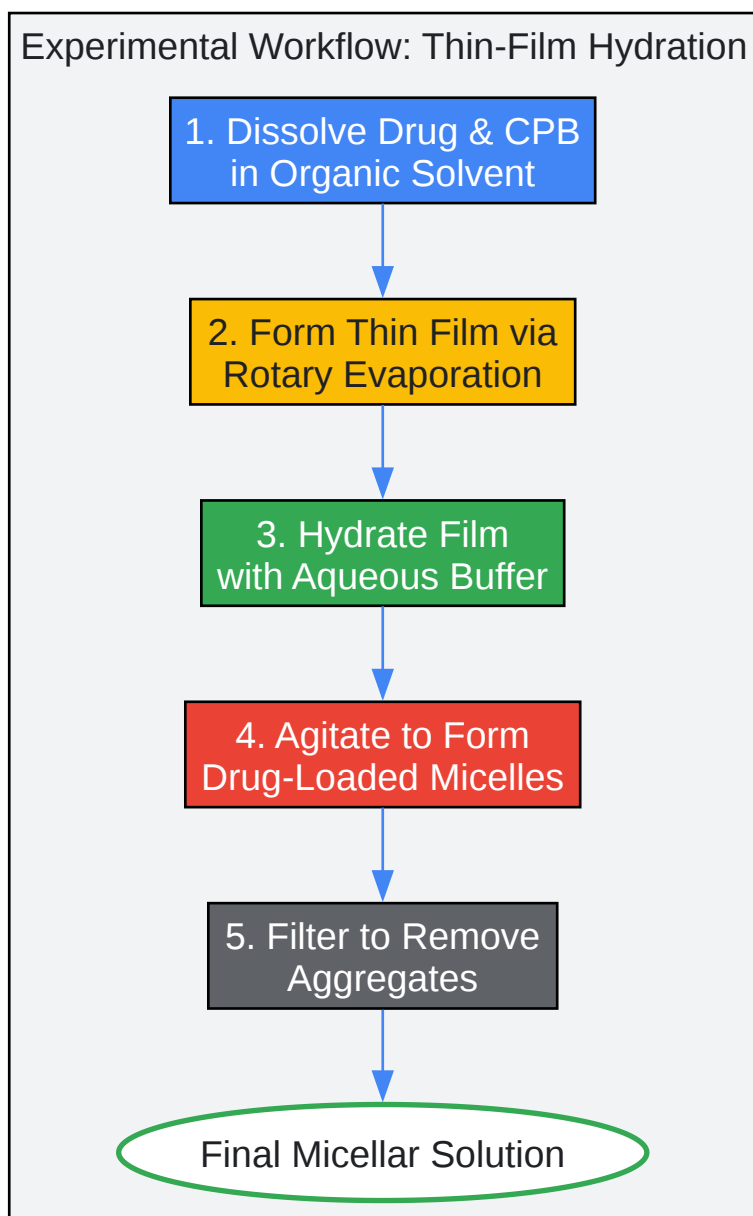 Experimental Workflow: Thin-Film Hydration
1. Dissolve Drug & CPB
in Organic Solvent
2. Form Thin Film via
Rotary Evaporation
3. Hydrate Film
with Aqueous Buffer
4. Agitate to Form
Drug-Loaded Micelles
5. Filter to Remove
Aggregates
Final Micellar Solution